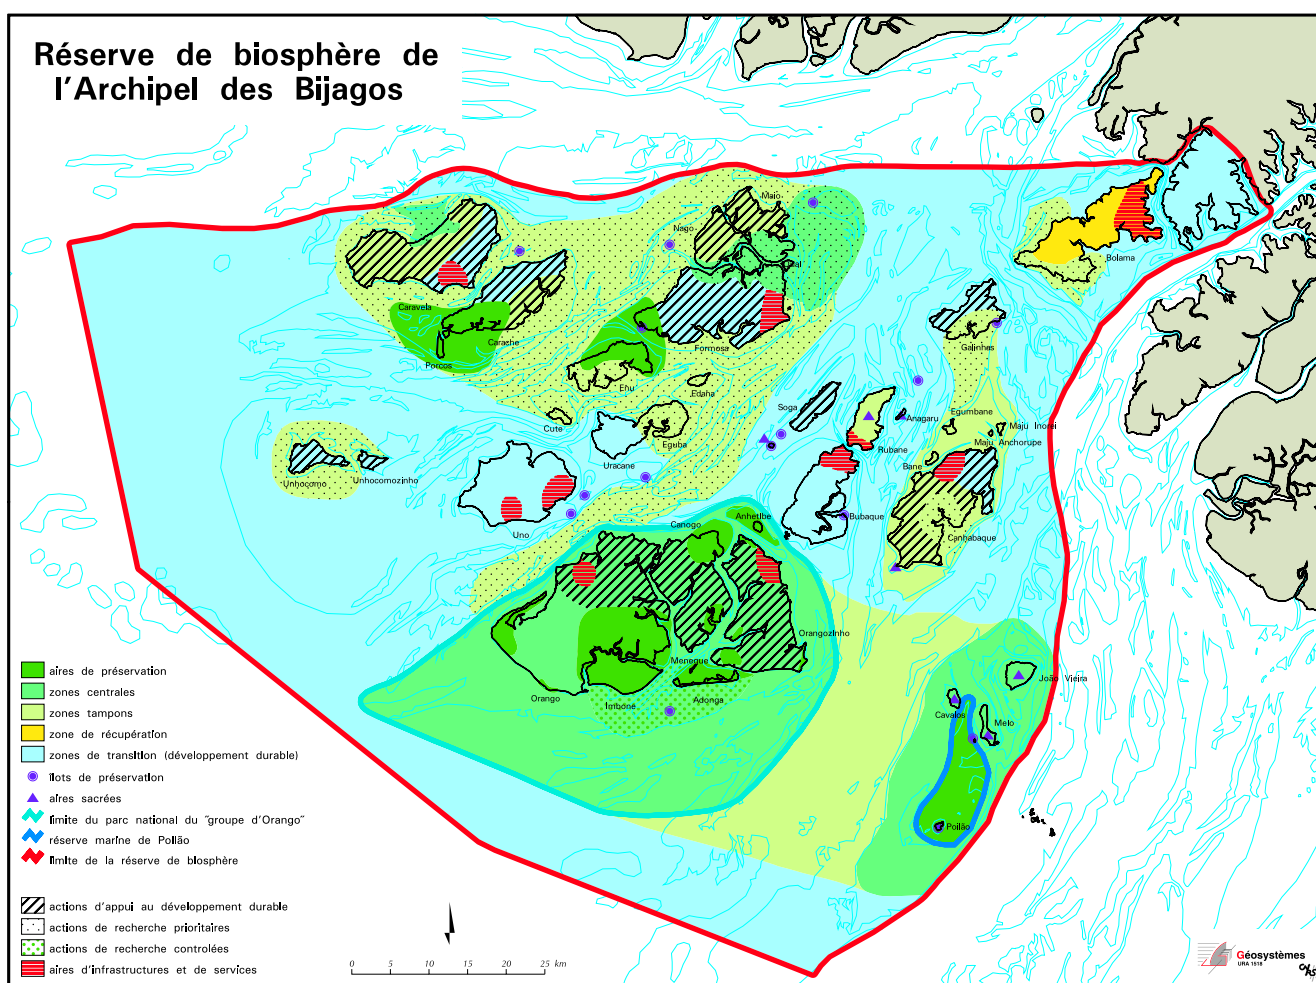 Réserve de biosphère de
l'Archipel des Bijagos
Maio
Nago
Bolama
Caravela
Carache
Porcos
Formosa
Galinhas
Enu
Edana
Soga
Anagaru
Egumbane
Maju Inorei
Cute
Eguba
Rubane
Maju Anchorupe
Uracane
Bane
Unhocomo
Unhocomozinho
Uno
Canogo
Anhetibe
Bubaque
Canhabaque
Orangozinho
Menegue
Orango
Imbone
Adonga
João Vieira
Cavalos
Meio
Poilão
aires de préservation
zones centrales
zones tampons
zone de récupération
zones de transition (développement durable)
îlots de préservation
aires sacrées
limite du parc national du "groupe d'Orango"
réserve marine de Poilão
limite de la réserve de biosphère
actions d'appui au développement durable
actions de recherche prioritaires
actions de recherche controlées
aires d'infrastructures et de services
0 5 10 15 20 25 km
Géosystèmes
URA 1518